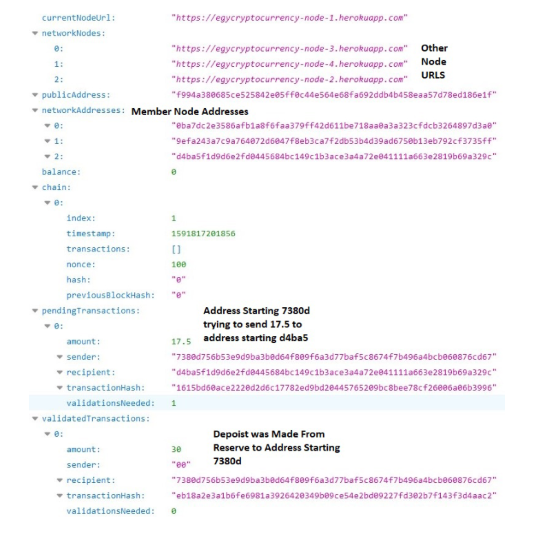 currentNodeUrl: "https://egycryptocurrency-node-1.herokuapp.com"
networkNodes:
0: "https://egycryptocurrency-node-3.herokuapp.com" Other
1: "https://egycryptocurrency-node-4.herokuapp.com" Node
2: "https://egycryptocurrency-node-2.herokuapp.com" URLS
publicAddress: "f994a380685ce525842e05ff0c44e564e68fa692ddb4b458eaa57d78ed186e1f"
networkAddresses: Member Node Addresses
0: "0ba7dc2e3586afb1a8f6faa379ff42d611be718aa0a3a323cfdcb3264897d3a0"
1: "9efa243a7c9a764072d6047f8eb3ca7f2db53b4d39ad6750b13eb792cf3735ff"
2: "d4ba5f1d9d6e2fd0445684bc149c1b3ace3a4a72e041111a663e2819b69a329c"
balance: 0
chain:
0:
index: 1
timestamp: 1591817201856
transactions: []
nonce: 100
hash: "0"
previousBlockHash: "0"
pendingTransactions: Address Starting 7380d
0: trying to send 17.5 to
amount: 17.5 address starting d4ba5
sender: "7380d756b53e9d9ba3b0d64f809f6a3d77baf5c8674f7b496a4bcb060876cd67"
recipient: "d4ba5f1d9d6e2fd0445684bc149c1b3ace3a4a72e041111a663e2819b69a329c"
transactionHash: "1615bd60ace2220d2d6c17782ed9bd20445765209bc8bee78cf26006a06b3996"
validationsNeeded: 1
validatedTransactions:
0: Depoist was Made From
amount: 30 Reserve to Address Starting
sender: "00" 7380d
recipient: "7380d756b53e9d9ba3b0d64f809f6a3d77baf5c8674f7b496a4bcb060876cd67"
transactionHash: "eb18a2e3a1b6fe6981a3926420349b09ce54e2bd09227fd302b7f143f3d4aac2"
validationsNeeded: 0